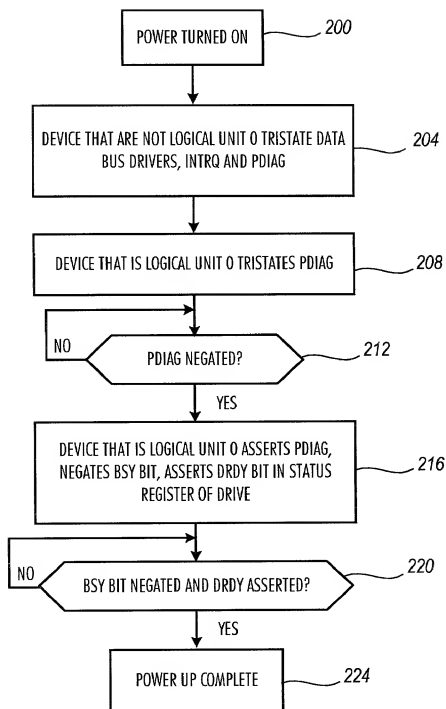 POWER TURNED ON
200
DEVICE THAT ARE NOT LOGICAL UNIT 0 TRISTATE DATA
BUS DRIVERS, INTRQ AND PDIAG
204
DEVICE THAT IS LOGICAL UNIT 0 TRISTATES PDIAG
208
NO
PDIAG NEGATED?
212
YES
DEVICE THAT IS LOGICAL UNIT 0 ASSERTS PDIAG,
NEGATES BSY BIT, ASSERTS DRDY BIT IN STATUS
REGISTER OF DRIVE
216
NO
BSY BIT NEGATED AND DRDY ASSERTED?
220
YES
POWER UP COMPLETE
224